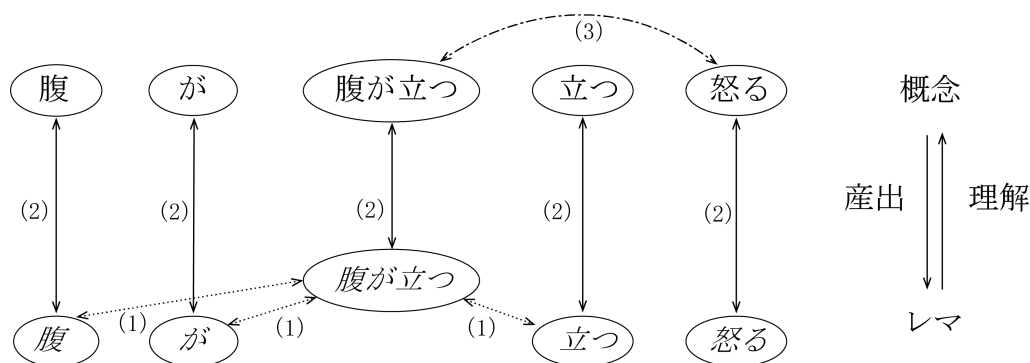 (3)
腹 が 腹が立つ 立つ 怒る 概念
(2) (2) (2) (2) (2) 産出 理解
腹が立つ
(1) (1) (1)
腹 が 立つ 怒る レマ